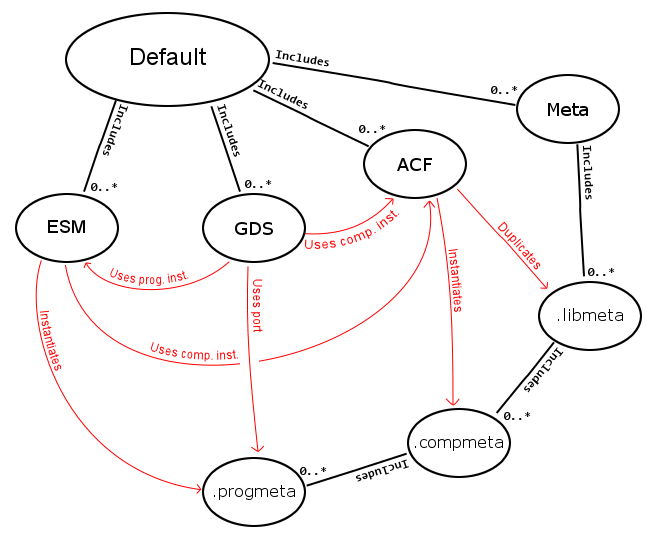 Default
Includes
0..*
Meta
Includes
0..*
ACF
Includes
Includes
Includes
0..*
0..*
ESM
GDS
Uses comp. inst.
Duplicates
Uses prog. inst.
Instantiates
Uses port
0..*
.libmeta
Instantiates
Uses comp. inst.
Includes
0..*
.compmeta
Includes
0..*
.progmeta